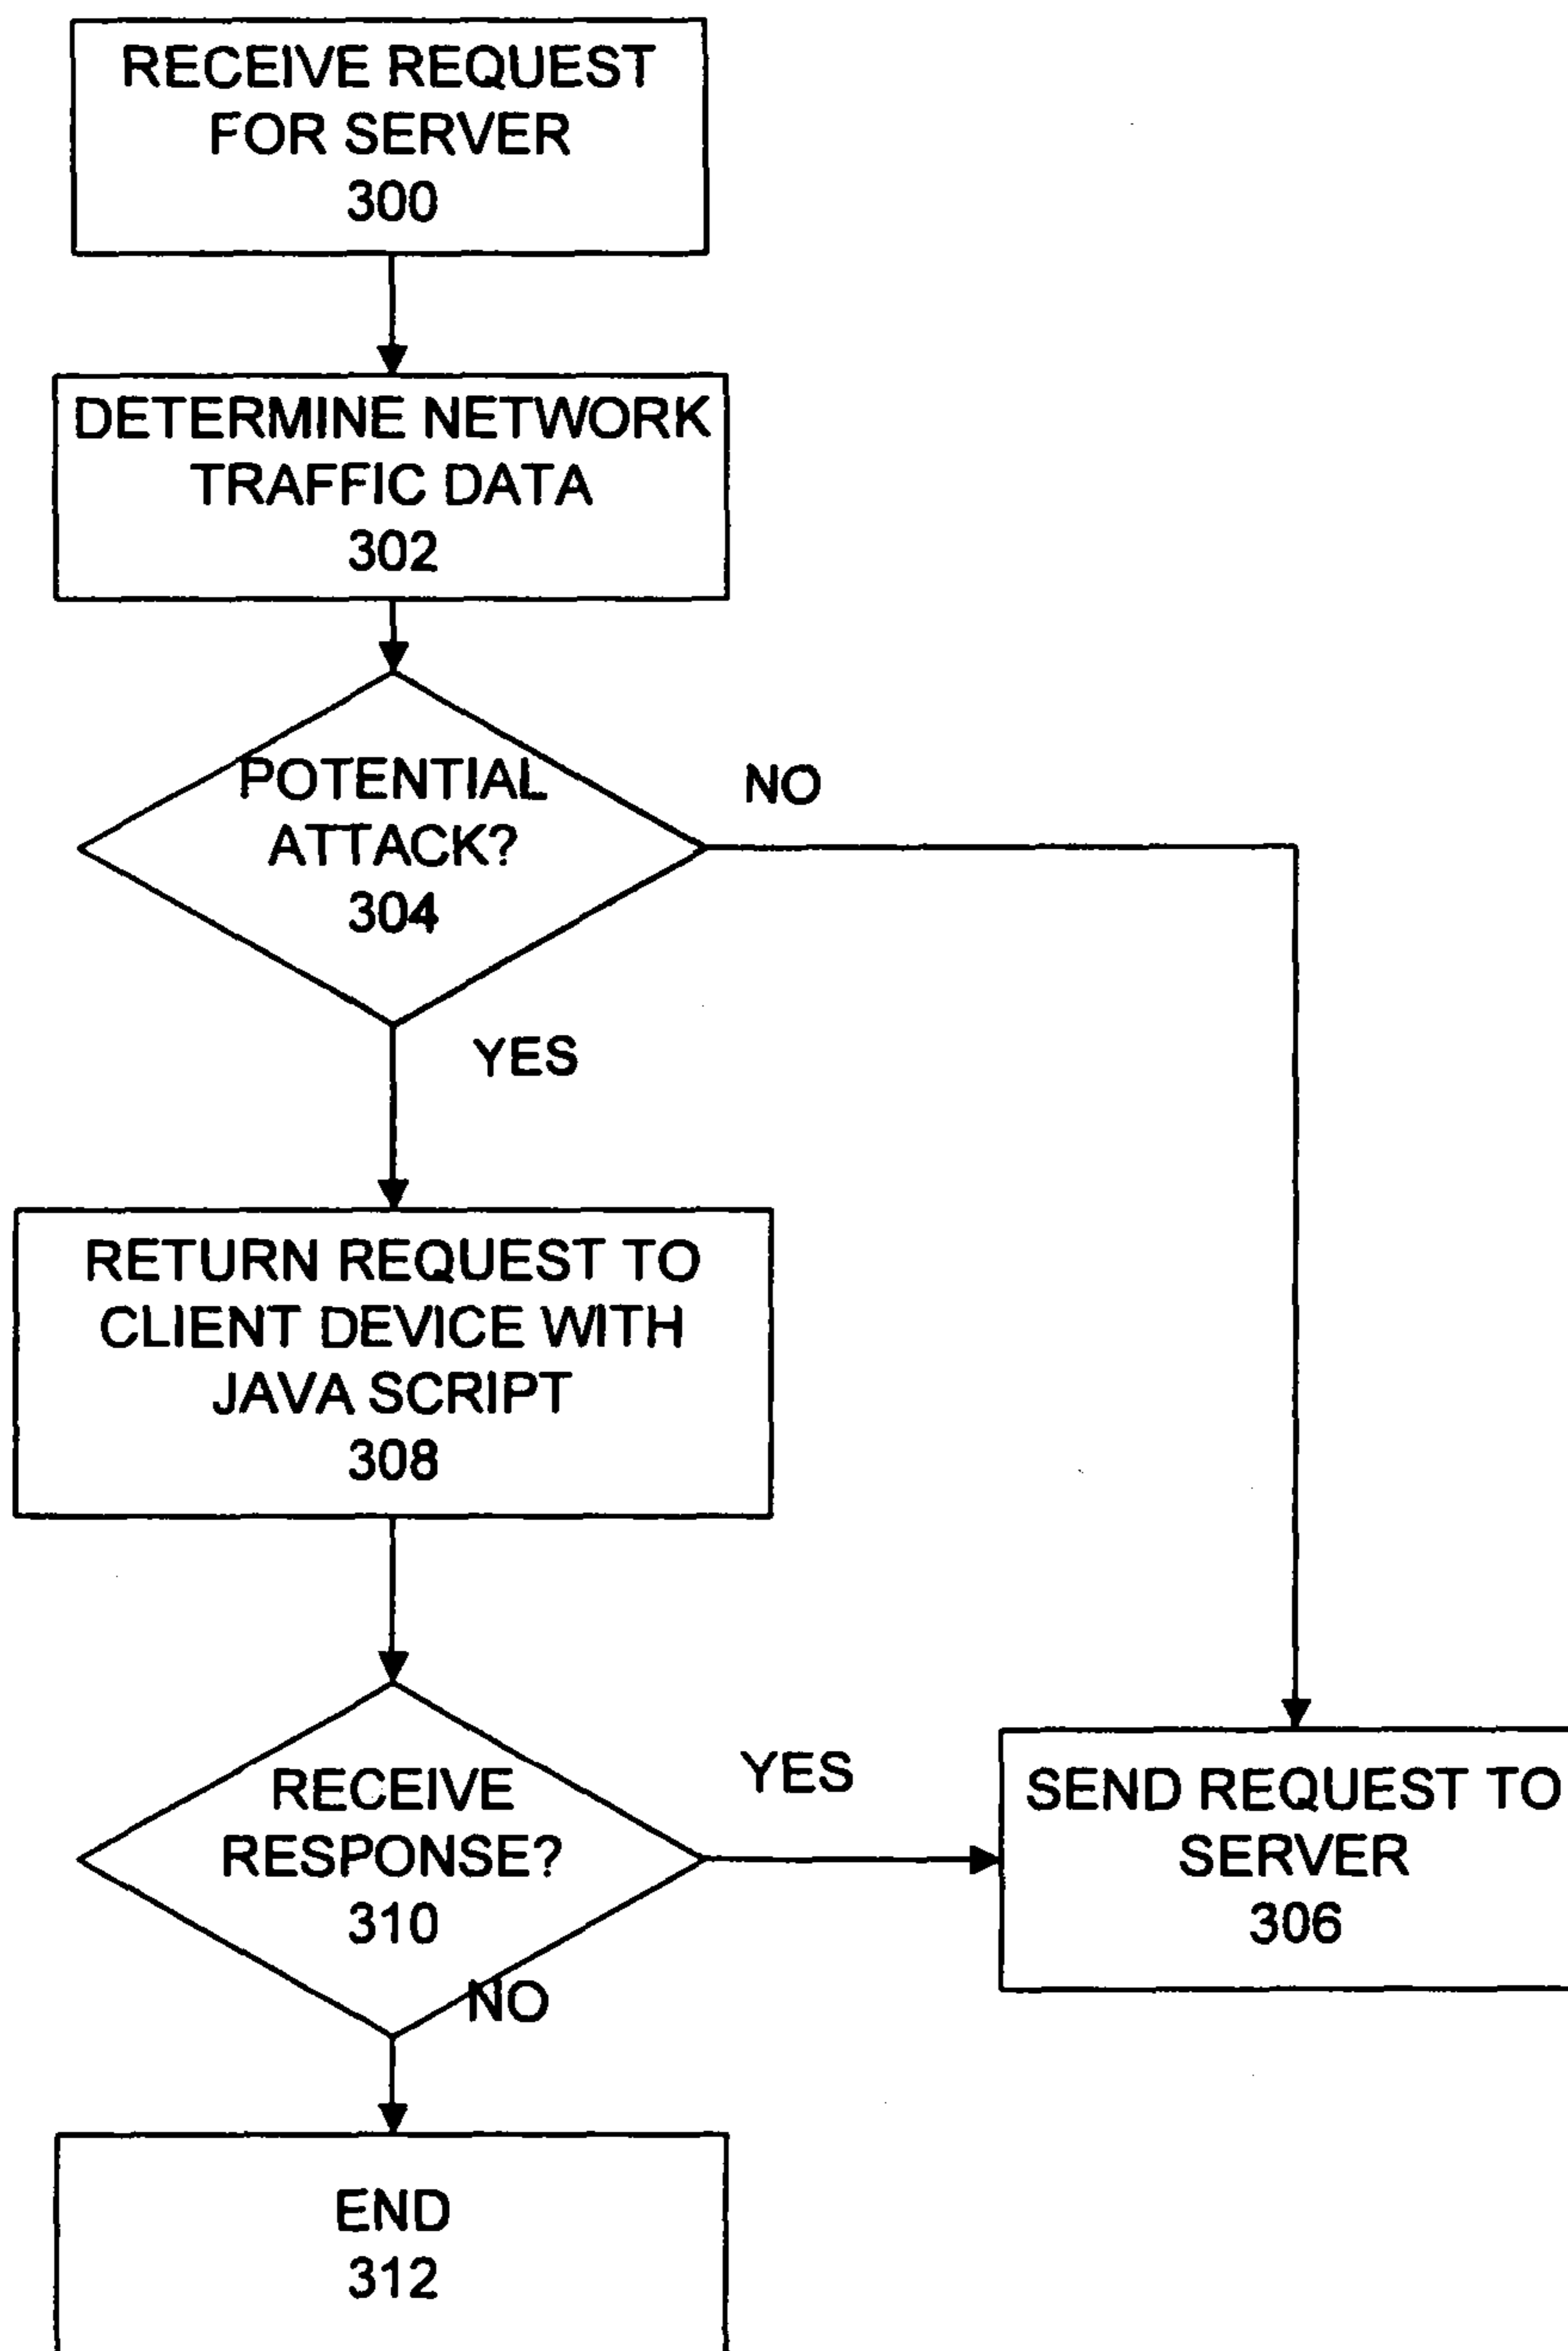 RECEIVE REQUEST
FOR SERVER
300
DETERMINE NETWORK
TRAFFIC DATA
302
POTENTIAL
ATTACK?
304
NO
YES
RETURN REQUEST TO
CLIENT DEVICE WITH
JAVA SCRIPT
308
RECEIVE
RESPONSE?
310
YES
SEND REQUEST TO
SERVER
306
NO
END
312